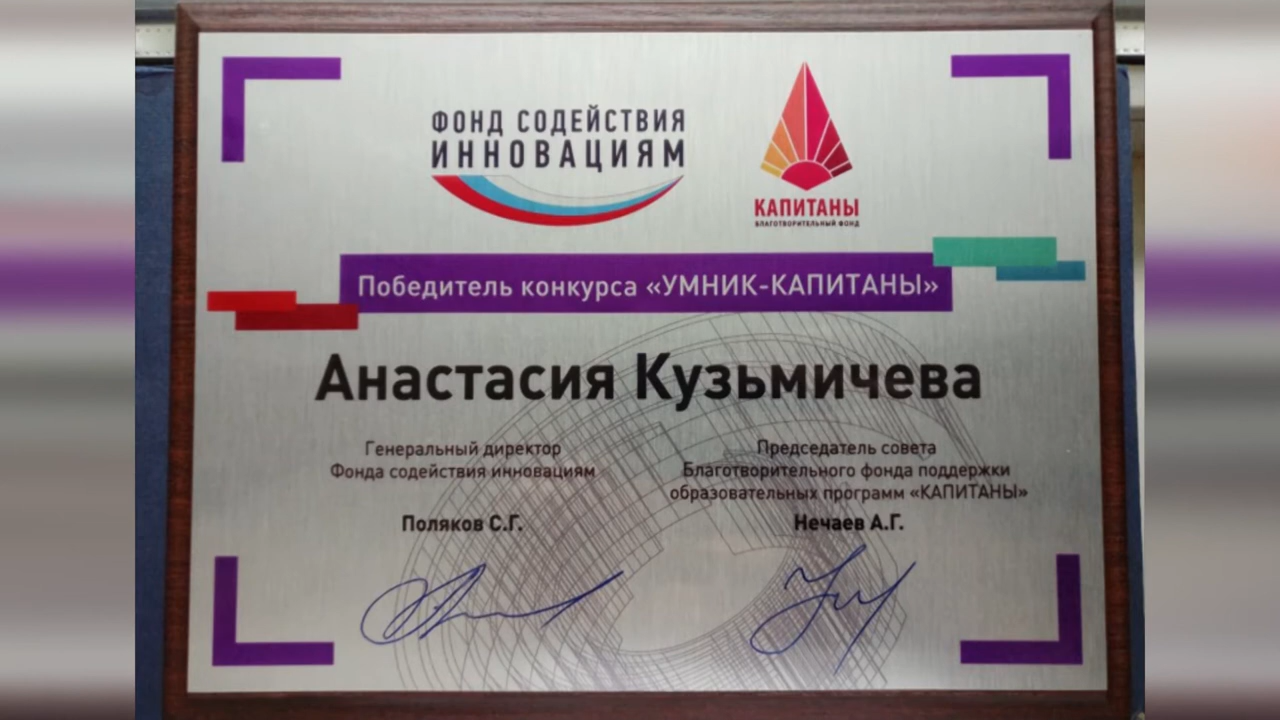 ФОНД СОДЕЙСТВИЯ
ИННОВАЦИЯМ
КАПИТАНЫ
БЛАГОТВОРИТЕЛЬНЫЙ ФОНД
Победитель конкурса «УМНИК-КАПИТАНЫ»
Анастасия Кузьмичева
Генеральный директор
Фонда содействия инновациям
Поляков С.Г.
Председатель совета
Благотворительного фонда поддержки
образовательных программ «КАПИТАНЫ»
Нечаев А.Г.